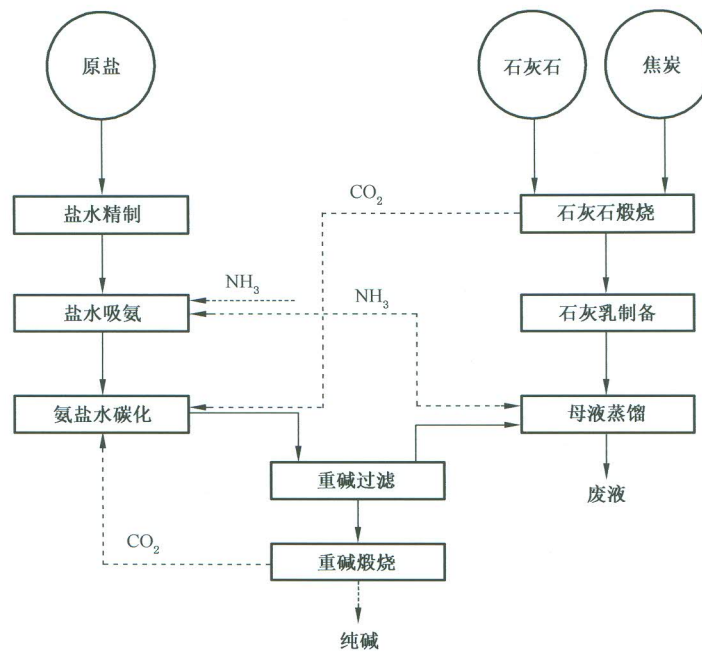 原盐
石灰石
焦炭
CO₂
盐水精制
石灰石煅烧
NH₃
NH₃
盐水吸氨
石灰乳制备
氨盐水碳化
母液蒸馏
重碱过滤
废液
CO₂
重碱煅烧
纯碱